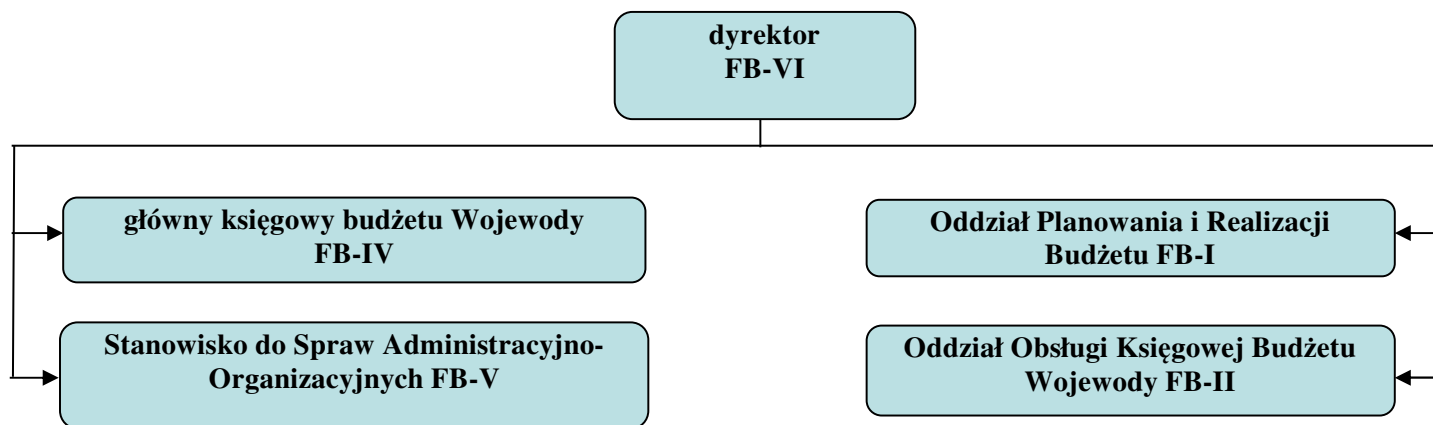 dyrektor
FB-VI
główny księgowy budżetu Wojewody
FB-IV
Oddział Planowania i Realizacji
Budżetu FB-I
Stanowisko do Spraw Administracyjno-
Organizacyjnych FB-V
Oddział Obsługi Księgowej Budżetu
Wojewody FB-II